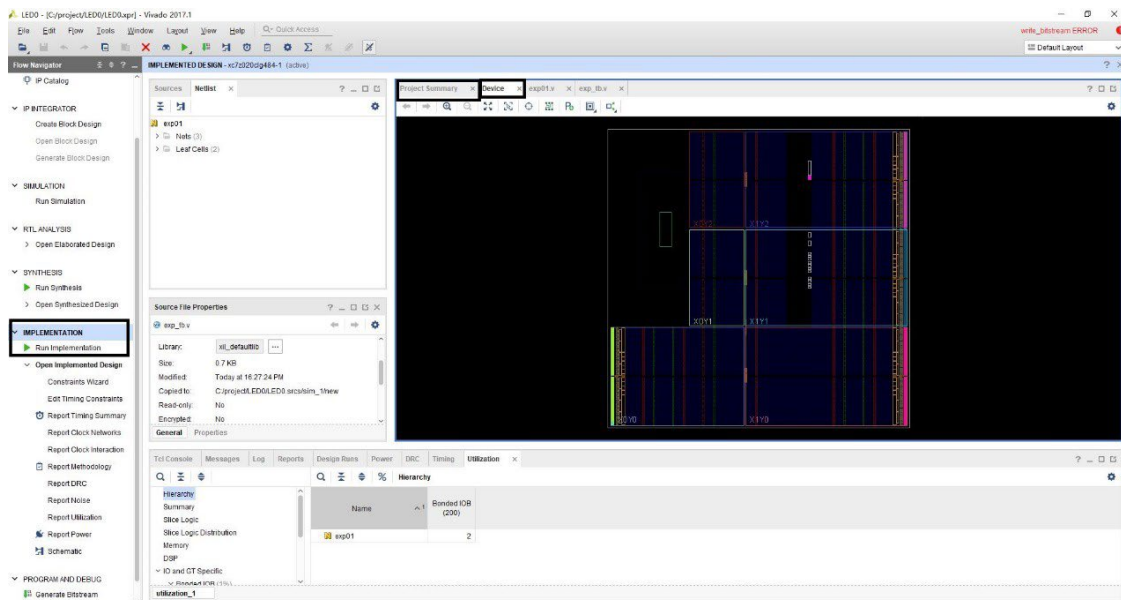 LED0 - [C:/project/LED0/LED0.xpr] - Vivado 2017.1
File Edit Flow Tools Window Layout View Help Quick Access
write_bitstream ERROR
Default Layout
Flow Navigator
IP Catalog
IP INTEGRATOR
Create Block Design
Open Block Design
Generate Block Design
SIMULATION
Run Simulation
RTL ANALYSIS
Open Elaborated Design
SYNTHESIS
Run Synthesis
Open Synthesized Design
IMPLEMENTATION
Run Implementation
Open Implemented Design
Constraints Wizard
Edit Timing Constraints
Report Timing Summary
Report Clock Networks
Report Clock Interaction
Report Methodology
Report DRC
Report Noise
Report Utilization
Report Power
Schematic
PROGRAM AND DEBUG
Generate Bitstream
IMPLEMENTED DESIGN - xc7z020clg484-1 (active)
Sources Netlist
exp01
Nets (3)
Leaf Cells (2)
Source File Properties
exp_tb.v
Library: xil_defaultlib
Size: 0.7 KB
Modified: Today at 16:27:24 PM
Copied to: C:/project/LED0/LED0.srcs/sim_1/new
Read-only: No
Encrypted: No
General Properties
Project Summary Device exp01.v exp_tb.v
X0Y2 X1Y2
X0Y1 X1Y1
X0Y0 X1Y0
Tcl Console Messages Log Reports Design Runs Power DRC Timing Utilization
Hierarchy
Hierarchy
Summary
Slice Logic
Slice Logic Distribution
Memory
DSP
IO and GT Specific
Bonded IOB (1%)
Name Bonded IOB
(200)
exp01 2
utilization_1